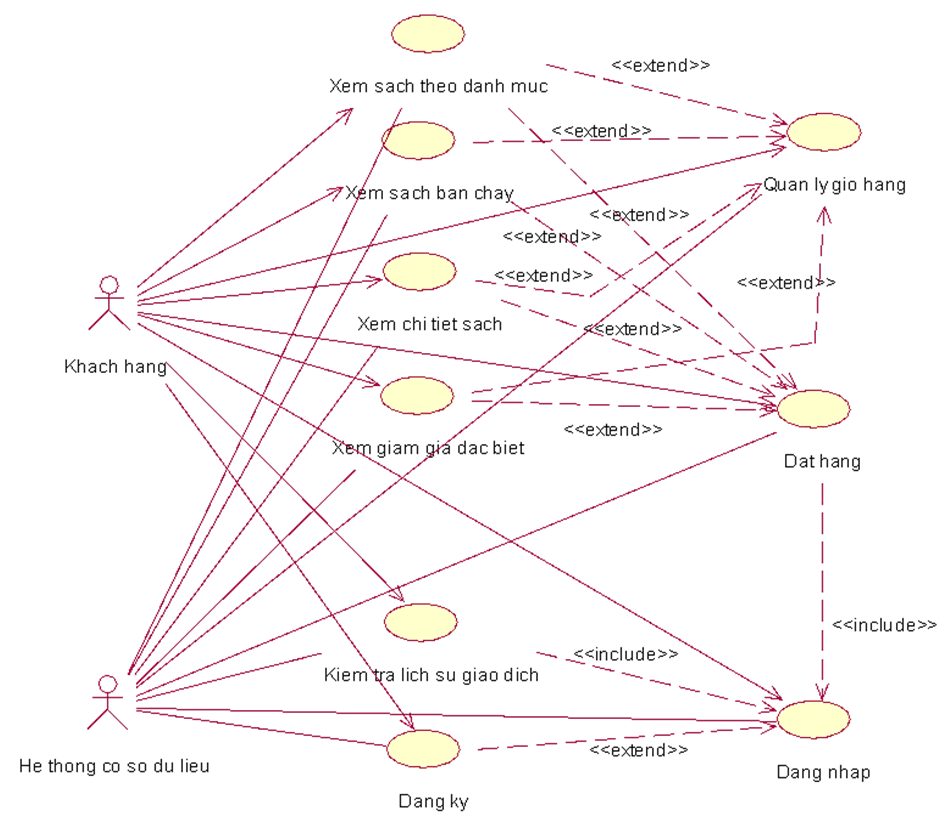 <<extend>>
Xem sach theo danh muc
<<extend>>
Quan ly gio hang
Xem sach ban chay
<<extend>>
<<extend>>
<<extend>>
<<extend>>
Xem chi tiet sach
<<extend>>
Khach hang
<<extend>>
Xem giam gia dac biet
Dat hang
<<include>>
<<include>>
Kiem tra lich su giao dich
<<extend>>
He thong co so du lieu
Dang nhap
Dang ky